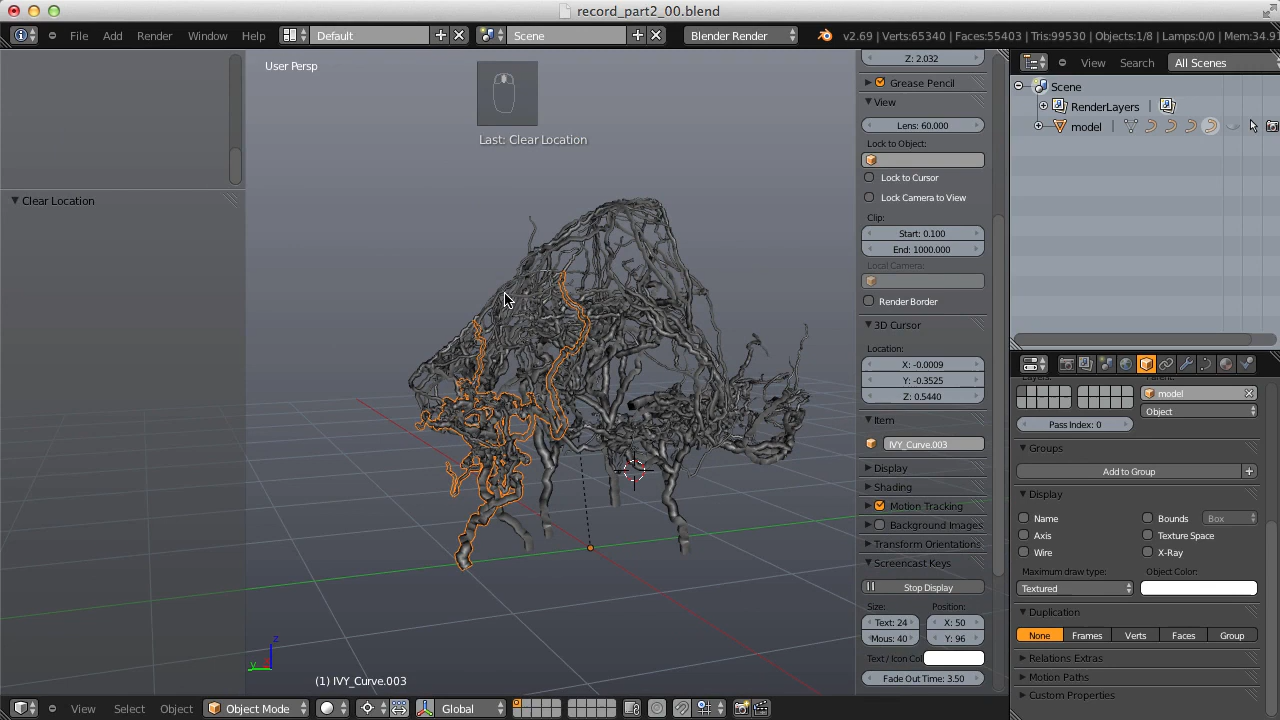 record_part2_00.blend
File Add Render Window Help Default Scene Blender Render v2.69 | Verts:65340 | Faces:55403 | Tris:99530 | Objects:1/8 | Lamps:0/0 | Mem:34.91
User Persp
Last: Clear Location
Clear Location
(1) IVY_Curve.003
z
y
View Select Object Object Mode Global
Z: 2.032
Grease Pencil
View
Lens: 60.000
Lock to Object:
Lock to Cursor
Lock Camera to View
Clip:
Start: 0.100
End: 1000.000
Local Camera:
Render Border
3D Cursor
Location:
X: -0.0009
Y: -0.3525
Z: 0.5440
Item
IVY_Curve.003
Display
Shading
Motion Tracking
Background Images
Transform Orientations
Screencast Keys
Stop Display
Size: Position:
Text: 24 X: 50
Mous: 40 Y: 96
Text / Icon Col
Fade Out Time: 3.50
View Search All Scenes
Scene
RenderLayers
model
model
Object
Pass Index: 0
Groups
Add to Group
Display
Name Bounds Box
Axis Texture Space
Wire X-Ray
Maximum draw type: Object Color:
Textured
Duplication
None Frames Verts Faces Group
Relations Extras
Motion Paths
Custom Properties